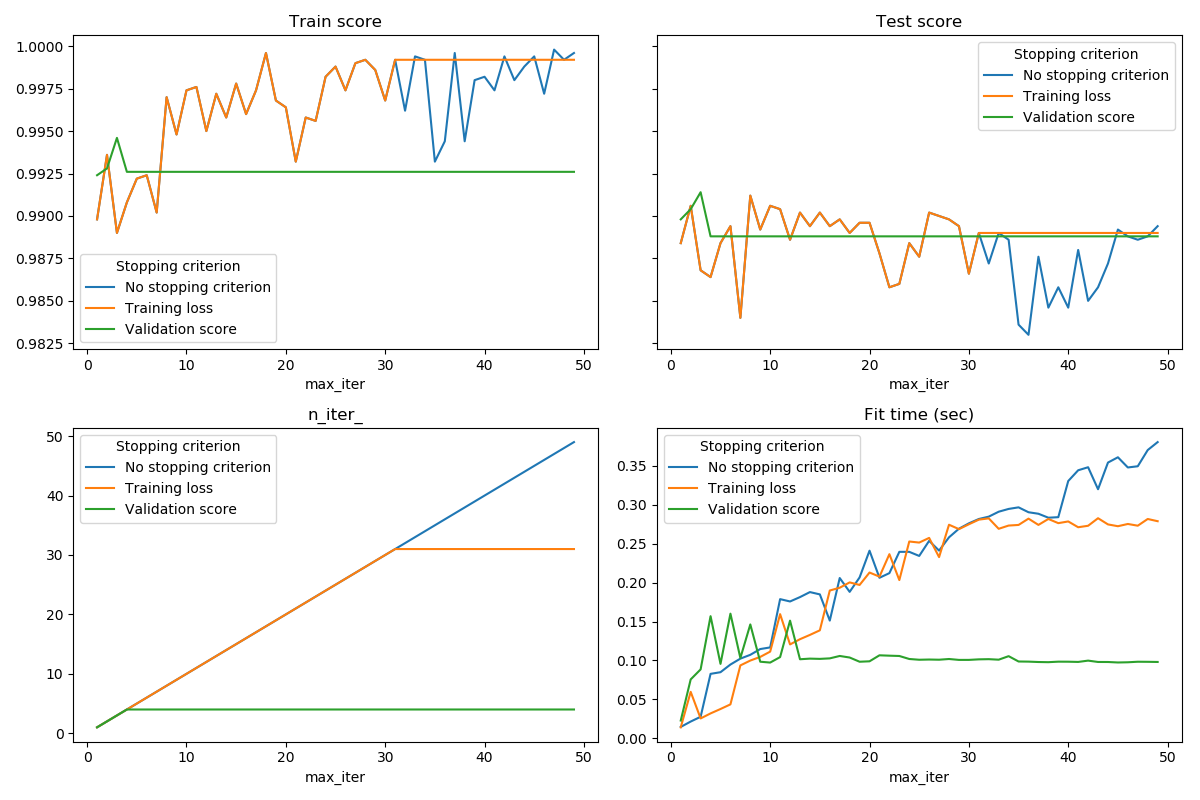 Train score
1.0000
0.9975
0.9950
0.9925
0.9900
0.9875
0.9850
0.9825
Stopping criterion
No stopping criterion
Training loss
Validation score
0 10 20 30 40 50
max_iter
Test score
Stopping criterion
No stopping criterion
Training loss
Validation score
0 10 20 30 40 50
max_iter
n_iter_
50
40
30
20
10
0
Stopping criterion
No stopping criterion
Training loss
Validation score
0 10 20 30 40 50
max_iter
Fit time (sec)
0.35
0.30
0.25
0.20
0.15
0.10
0.05
0.00
Stopping criterion
No stopping criterion
Training loss
Validation score
0 10 20 30 40 50
max_iter